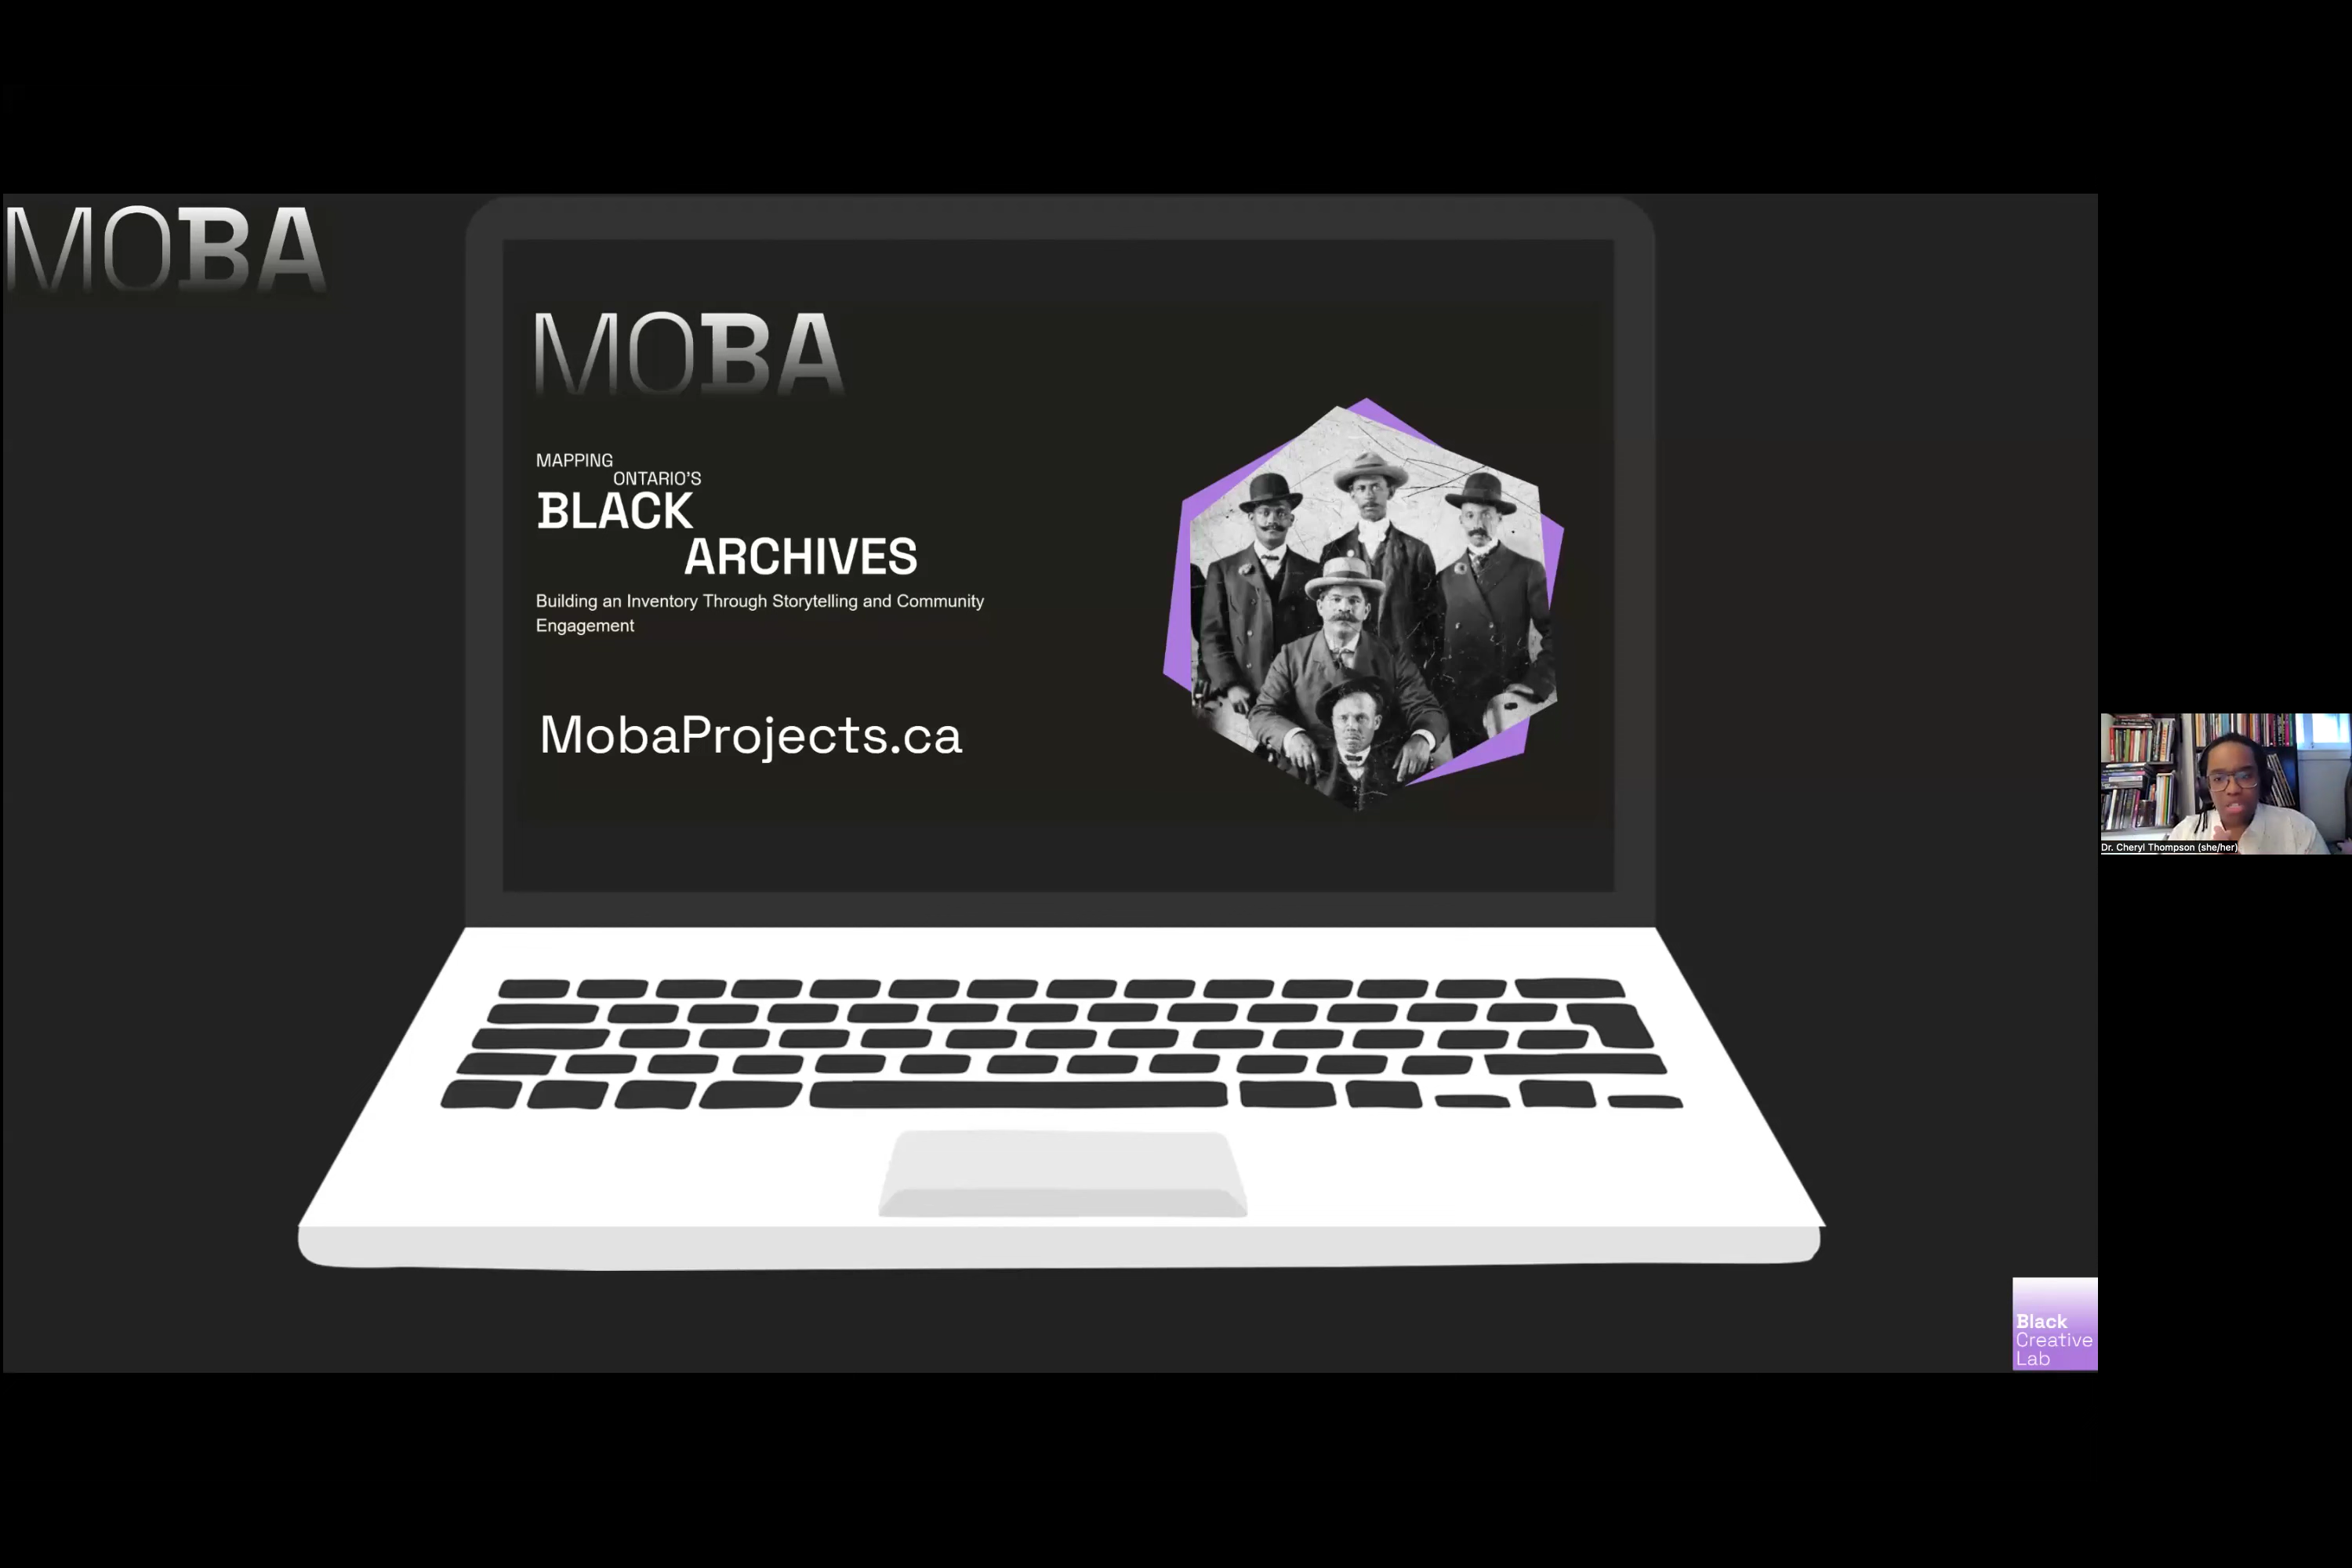 MOBA
MOBA
MAPPING
ONTARIO'S
BLACK
ARCHIVES
Building an Inventory Through Storytelling and Community
Engagement
MobaProjects.ca
Dr. Cheryl Thompson (she/her)
Black
Creative
Lab